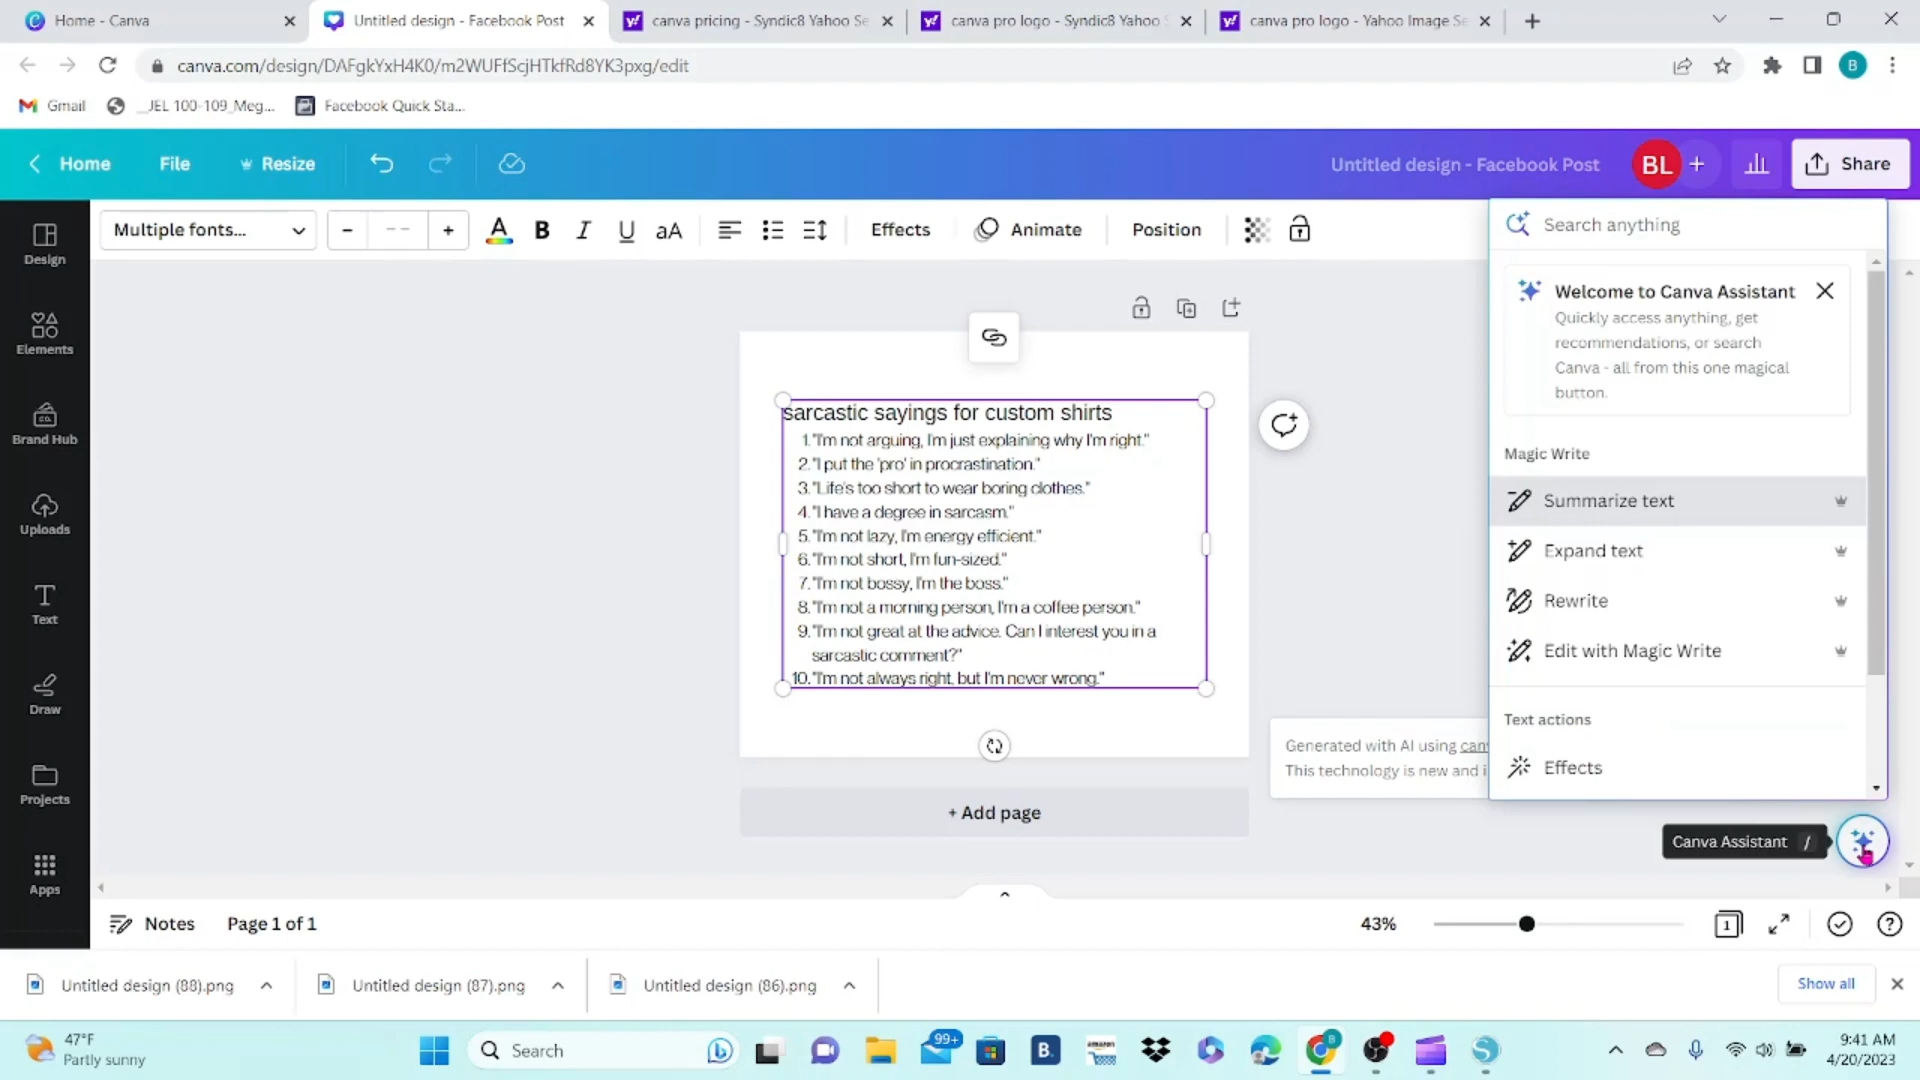 Home - Canva
Untitled design - Facebook Post
canva pricing - Syndic8 Yahoo Se
canva pro logo - Syndic8 Yahoo S
canva pro logo - Yahoo Image Se
canva.com/design/DAFgkYxH4K0/m2WUFfScjHTkfRd8YK3pxg/edit
B
Gmail
_JEL 100-109_Meg...
Facebook Quick Sta...
Home
File
Resize
Untitled design - Facebook Post
BL
Share
Multiple fonts...
- -
A
B
I
U
aA
Effects
Animate
Position
Search anything
Design
Elements
Brand Hub
Uploads
Text
Draw
Projects
Apps
Welcome to Canva Assistant
Quickly access anything, get
recommendations, or search
Canva - all from this one magical
button.
Magic Write
Summarize text
Expand text
Rewrite
Edit with Magic Write
Text actions
Effects
sarcastic sayings for custom shirts
1. "I'm not arguing, I'm just explaining why I'm right."
2. "I put the 'pro' in procrastination."
3. "Life's too short to wear boring clothes."
4. "I have a degree in sarcasm."
5. "I'm not lazy, I'm energy efficient."
6. "I'm not short, I'm fun-sized."
7. "I'm not bossy, I'm the boss."
8. "I'm not a morning person, I'm a coffee person."
9. "I'm not great at the advice. Can I interest you in a
sarcastic comment?"
10. "I'm not always right, but I'm never wrong."
Generated with AI using can
This technology is new and i
+ Add page
Canva Assistant /
Notes
Page 1 of 1
43%
1
Untitled design (88).png
Untitled design (87).png
Untitled design (86).png
Show all
47°F
Partly sunny
Search
99+
B.
amazon
9:41 AM
4/20/2023